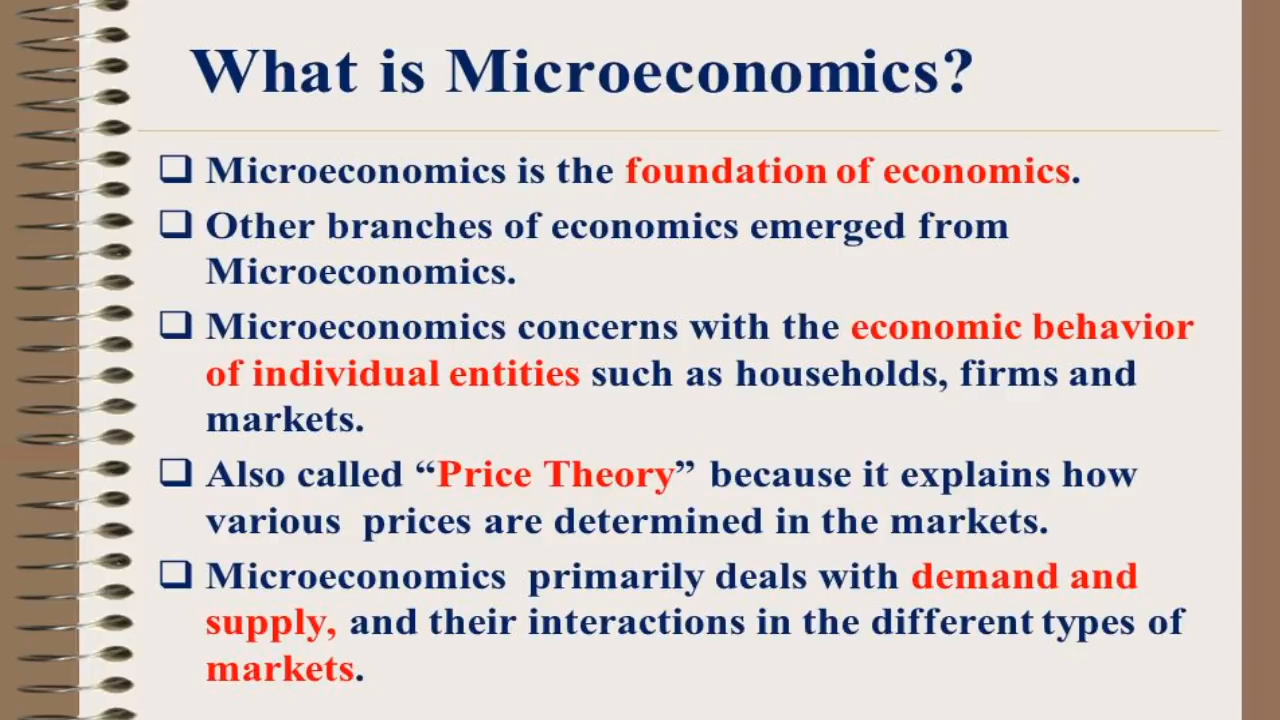 What is Microeconomics?
❑ Microeconomics is the foundation of economics.
❑ Other branches of economics emerged from
Microeconomics.
❑ Microeconomics concerns with the economic behavior
of individual entities such as households, firms and
markets.
❑ Also called “Price Theory” because it explains how
various prices are determined in the markets.
❑ Microeconomics primarily deals with demand and
supply, and their interactions in the different types of
markets.